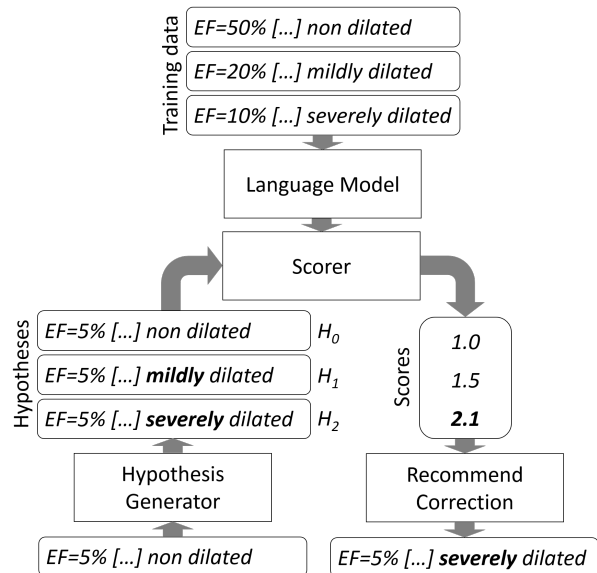 Training data
EF=50% [...] non dilated
EF=20% [...] mildly dilated
EF=10% [...] severely dilated
Language Model
Scorer
Hypotheses
EF=5% [...] non dilated H₀
EF=5% [...] mildly dilated H₁
EF=5% [...] severely dilated H₂
Scores
1.0
1.5
2.1
Hypothesis
Generator
Recommend
Correction
EF=5% [...] non dilated
EF=5% [...] severely dilated